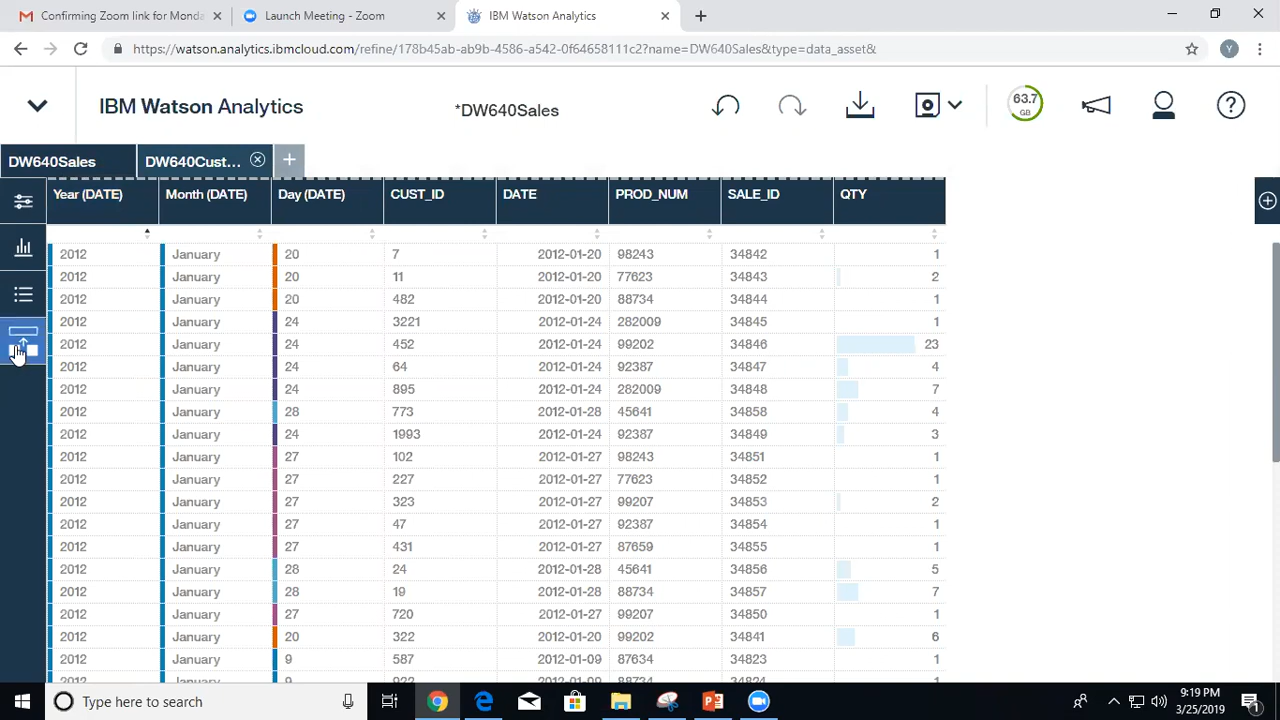 Confirming Zoom link for Monda
Launch Meeting - Zoom
IBM Watson Analytics
https://watson.analytics.ibmcloud.com/refine/178b45ab-ab9b-4586-a542-0f64658111c2?name=DW640Sales&type=data_asset&
Y
IBM Watson Analytics
*DW640Sales
63.7
GB
DW640Sales
DW640Cust...
Year (DATE) Month (DATE) Day (DATE) CUST_ID DATE PROD_NUM SALE_ID QTY
2012 January 20 7 2012-01-20 98243 34842 1
2012 January 20 11 2012-01-20 77623 34843 2
2012 January 20 482 2012-01-20 88734 34844 1
2012 January 24 3221 2012-01-24 282009 34845 1
2012 January 24 452 2012-01-24 99202 34846 23
2012 January 24 64 2012-01-24 92387 34847 4
2012 January 24 895 2012-01-24 282009 34848 7
2012 January 28 773 2012-01-28 45641 34858 4
2012 January 24 1993 2012-01-24 92387 34849 3
2012 January 27 102 2012-01-27 98243 34851 1
2012 January 27 227 2012-01-27 77623 34852 1
2012 January 27 323 2012-01-27 99207 34853 2
2012 January 27 47 2012-01-27 92387 34854 1
2012 January 27 431 2012-01-27 87659 34855 1
2012 January 28 24 2012-01-28 45641 34856 5
2012 January 28 19 2012-01-28 88734 34857 7
2012 January 27 720 2012-01-27 99207 34850 1
2012 January 20 322 2012-01-20 99202 34841 6
2012 January 9 587 2012-01-09 87634 34823 1
2012 January 9 922 2012-01-09 88734 34824 1
Type here to search
9:19 PM
3/25/2019
1